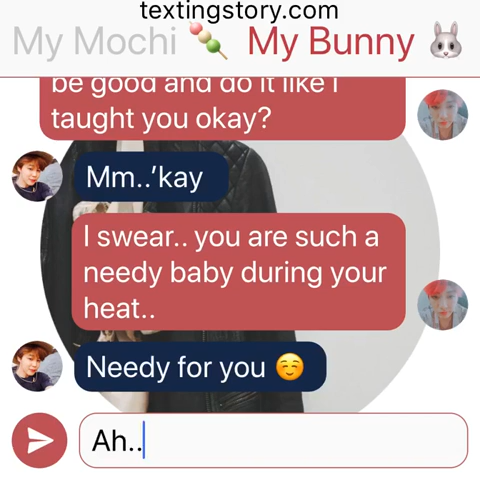 textingstory.com
My Mochi 🍡 My Bunny 🐰
be good and do it like I
taught you okay?
Mm..’kay
I swear.. you are such a
needy baby during your
heat..
Needy for you ☺️
Ah..